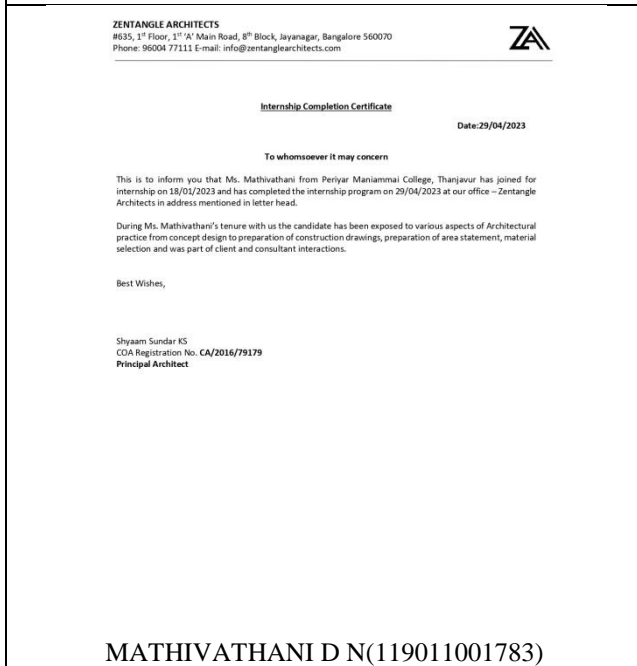 ZENTANGLE ARCHITECTS
#635, 1st Floor, 1st ‘A’ Main Road, 8th Block, Jayanagar, Bangalore 560070
Phone: 96004 77111 E-mail: info@zentanglearchitects.com
ZA
Internship Completion Certificate
Date:29/04/2023
To whomsoever it may concern
This is to inform you that Ms. Mathivathani from Periyar Maniammai College, Thanjavur has joined for
internship on 18/01/2023 and has completed the internship program on 29/04/2023 at our office – Zentangle
Architects in address mentioned in letter head.
During Ms. Mathivathani’s tenure with us the candidate has been exposed to various aspects of Architectural
practice from concept design to preparation of construction drawings, preparation of area statement, material
selection and was part of client and consultant interactions.
Best Wishes,
Shyaam Sundar KS
COA Registration No. CA/2016/79179
Principal Architect
MATHIVATHANI D N(119011001783)